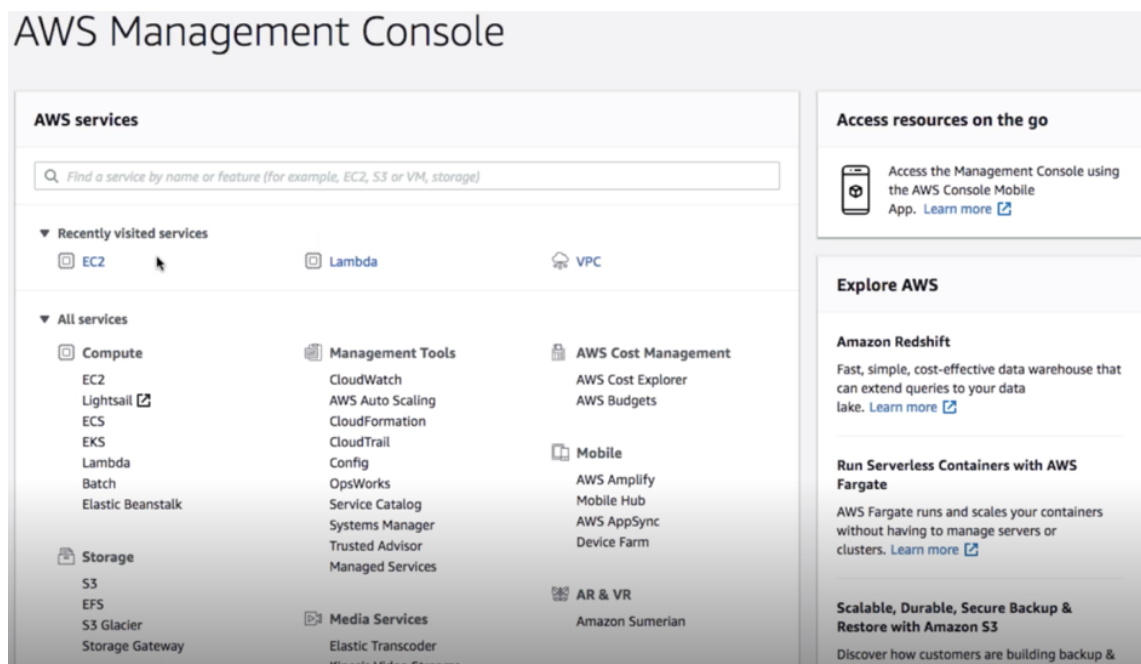 AWS Management Console
AWS services
Find a service by name or feature (for example, EC2, S3 or VM, storage)
Recently visited services
EC2
Lambda
VPC
All services
Compute
EC2
Lightsail
ECS
EKS
Lambda
Batch
Elastic Beanstalk
Storage
S3
EFS
S3 Glacier
Storage Gateway
Management Tools
CloudWatch
AWS Auto Scaling
CloudFormation
CloudTrail
Config
OpsWorks
Service Catalog
Systems Manager
Trusted Advisor
Managed Services
Media Services
Elastic Transcoder
Kinesis Video Streams
AWS Cost Management
AWS Cost Explorer
AWS Budgets
Mobile
AWS Amplify
Mobile Hub
AWS AppSync
Device Farm
AR & VR
Amazon Sumerian
Access resources on the go
Access the Management Console using
the AWS Console Mobile
App. Learn more
Explore AWS
Amazon Redshift
Fast, simple, cost-effective data warehouse that
can extend queries to your data
lake. Learn more
Run Serverless Containers with AWS
Fargate
AWS Fargate runs and scales your containers
without having to manage servers or
clusters. Learn more
Scalable, Durable, Secure Backup &
Restore with Amazon S3
Discover how customers are building backup &